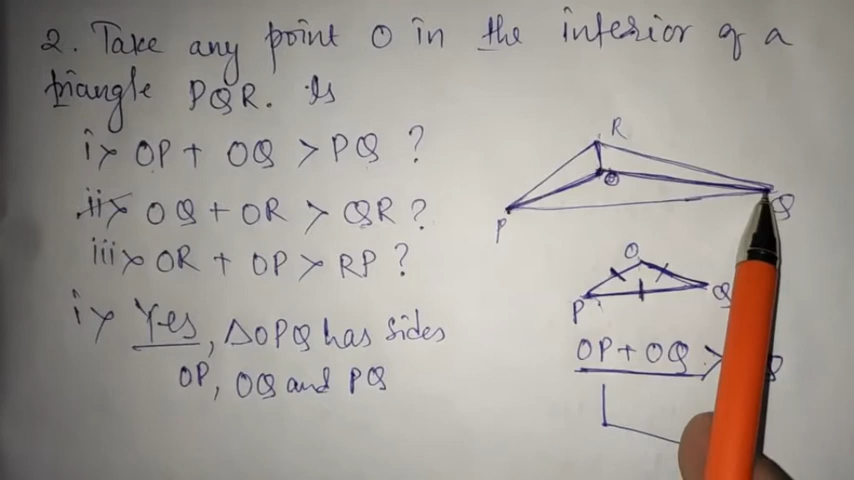 2. Take any point O in the interior of a
triangle PQR. Is
i> OP + OQ > PQ ?
ii> OQ + OR > QR ?
iii> OR + OP > RP ?
i> Yes, ΔOPQ has sides
OP, OQ and PQ
R
O
P
Q
O
P
Q
OP + OQ >